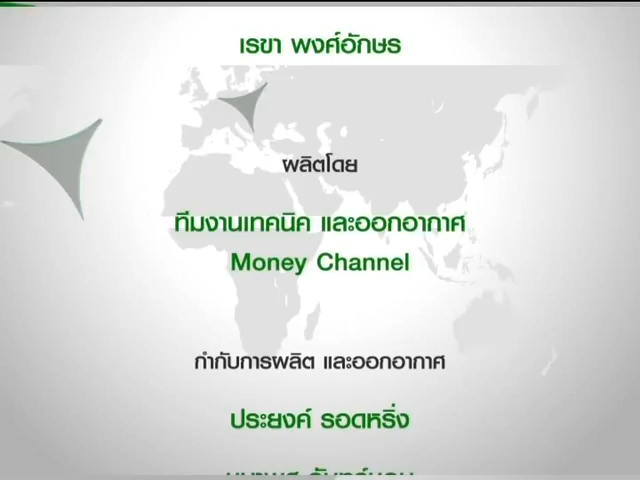 เรขา พงศ์อักษร
ผลิตโดย
ทีมงานเทคนิค และออกอากาศ
Money Channel
กำกับการผลิต และออกอากาศ
ประยงค์ รอดหริ่ง